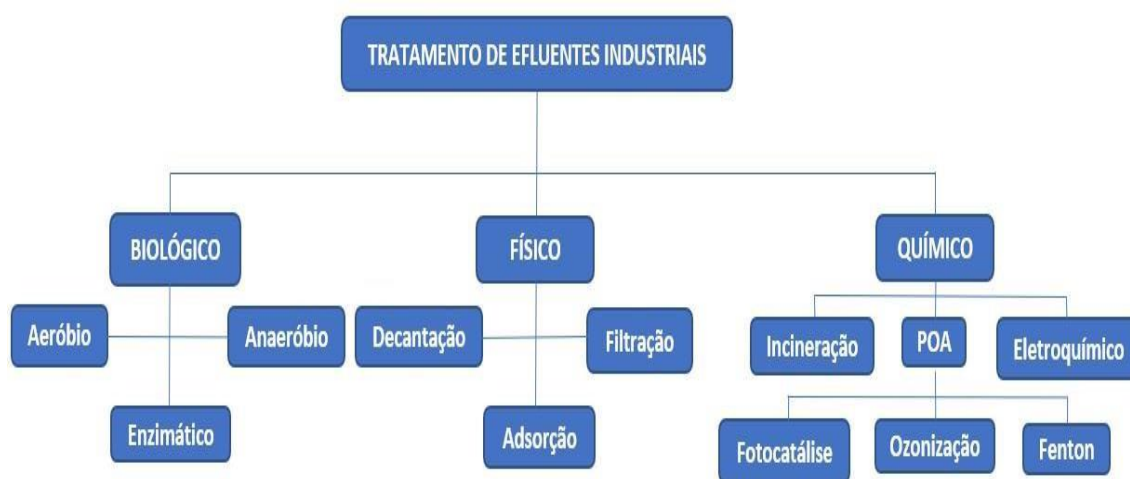 TRATAMENTO DE EFLUENTES INDUSTRIAIS
BIOLÓGICO
FÍSICO
QUÍMICO
Aeróbio
Anaeróbio
Decantação
Filtração
Incineração
POA
Eletroquímico
Enzimático
Adsorção
Fotocatálise
Ozonização
Fenton